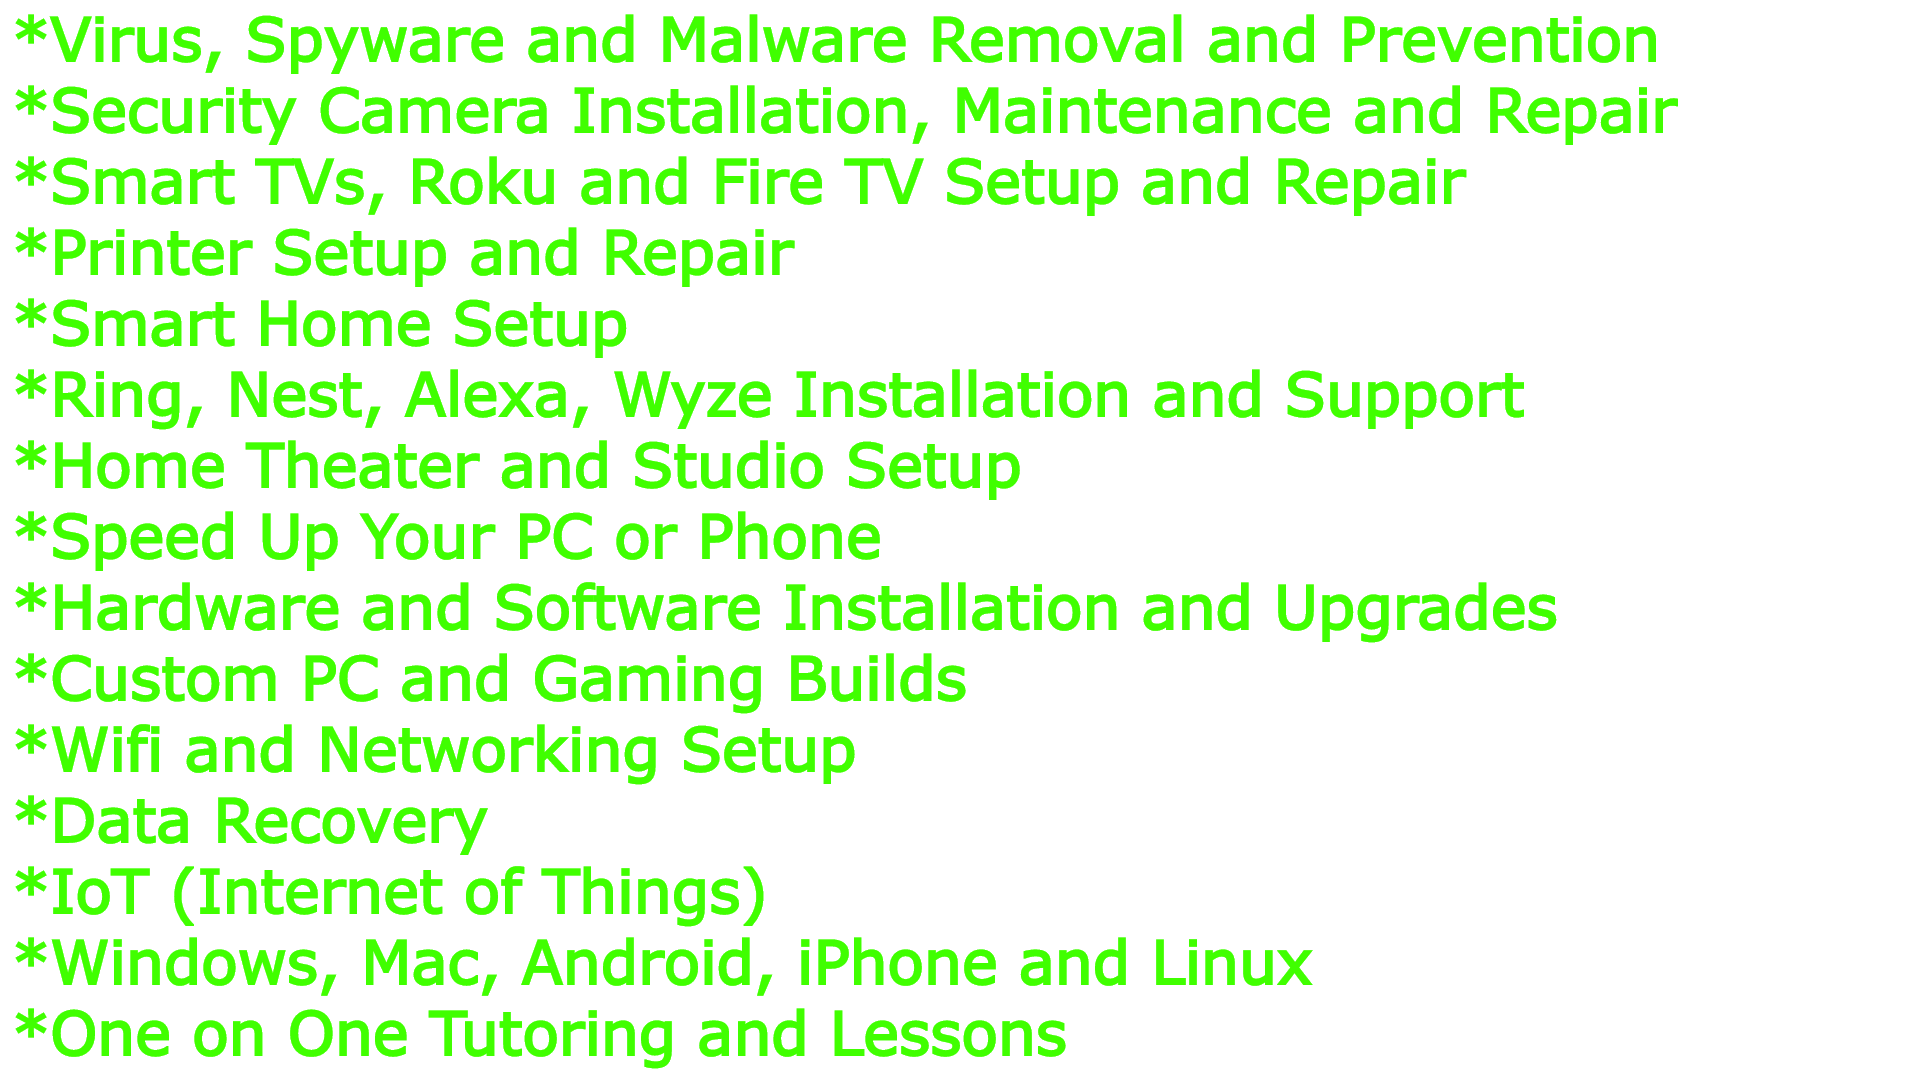 *Virus, Spyware and Malware Removal and Prevention
*Security Camera Installation, Maintenance and Repair
*Smart TVs, Roku and Fire TV Setup and Repair
*Printer Setup and Repair
*Smart Home Setup
*Ring, Nest, Alexa, Wyze Installation and Support
*Home Theater and Studio Setup
*Speed Up Your PC or Phone
*Hardware and Software Installation and Upgrades
*Custom PC and Gaming Builds
*Wifi and Networking Setup
*Data Recovery
*IoT (Internet of Things)
*Windows, Mac, Android, iPhone and Linux
*One on One Tutoring and Lessons